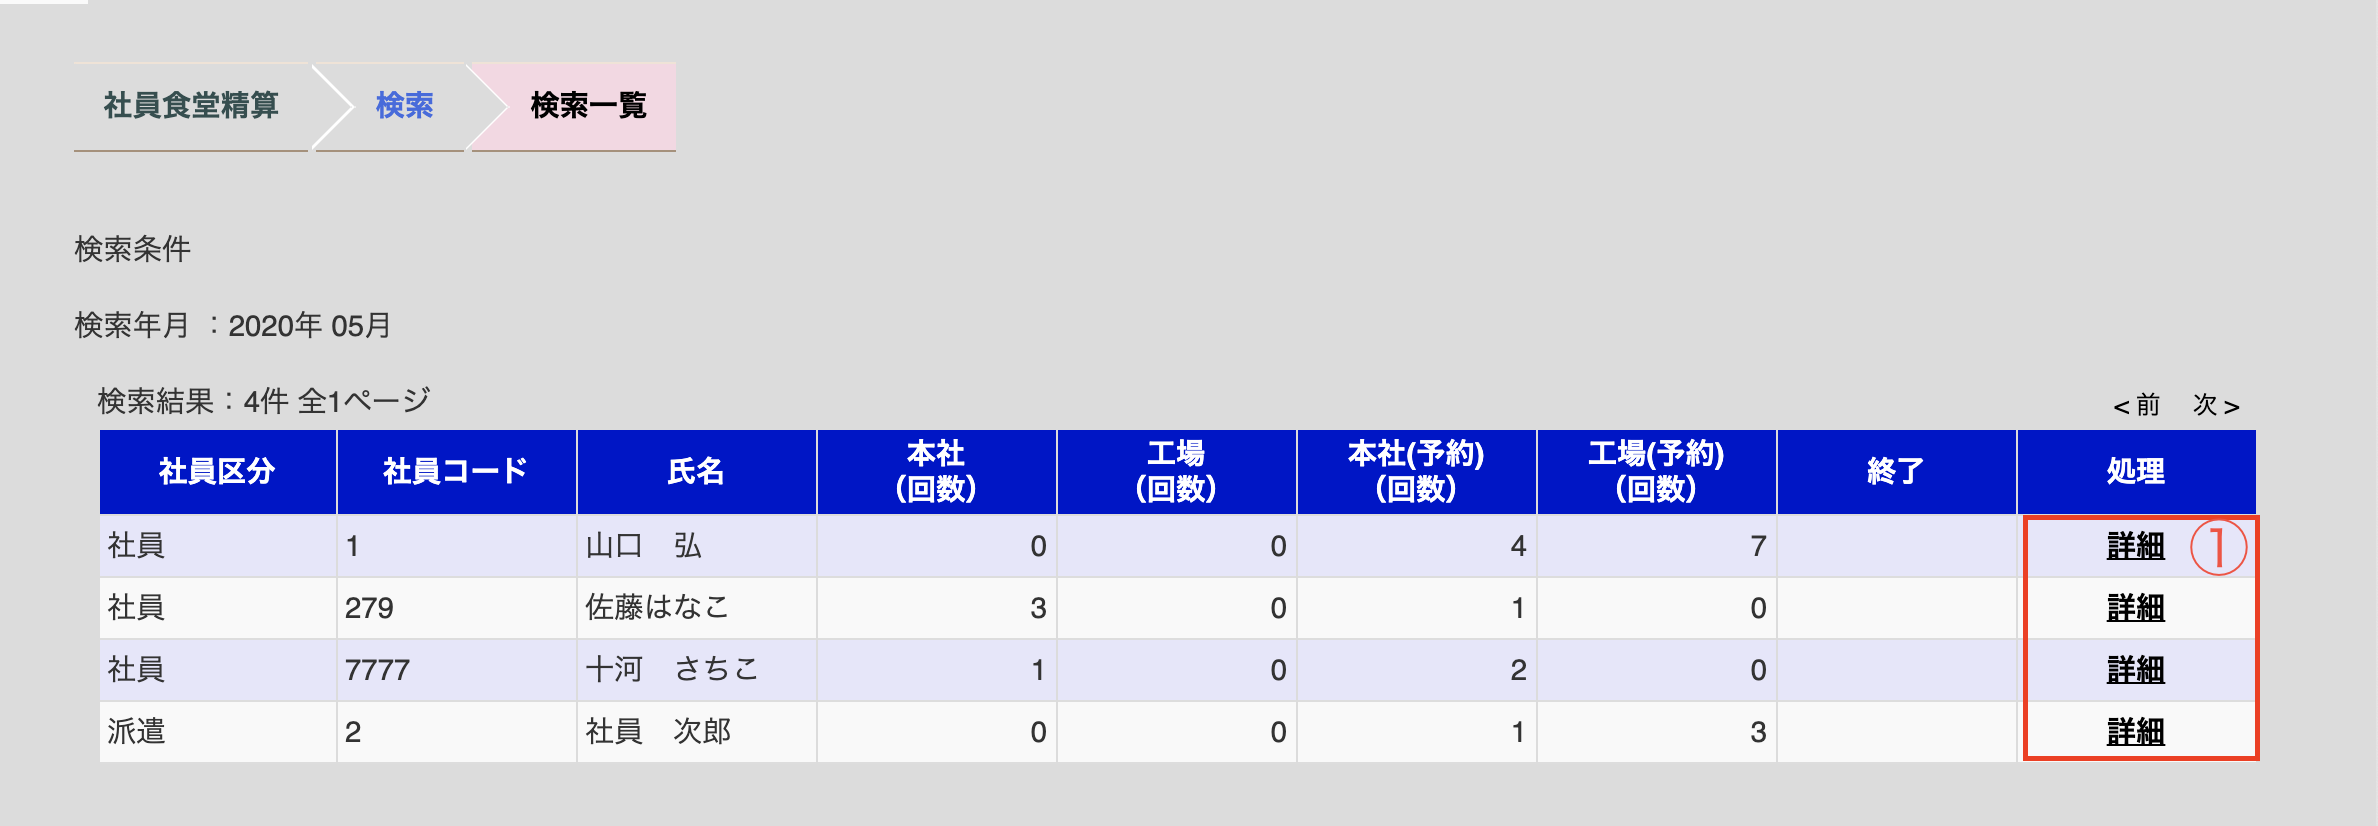 社員食堂精算 検索 検索一覧
検索条件
検索年月 ：2020年 05月
検索結果：4件 全1ページ < 前 次 >
社員区分 社員コード 氏名 本社 (回数) 工場 (回数) 本社(予約) (回数) 工場(予約) (回数) 終了 処理
社員 1 山口　弘 0 0 4 7 詳細 ①
社員 279 佐藤はなこ 3 0 1 0 詳細
社員 7777 十河　さちこ 1 0 2 0 詳細
派遣 2 社員　次郎 0 0 1 3 詳細